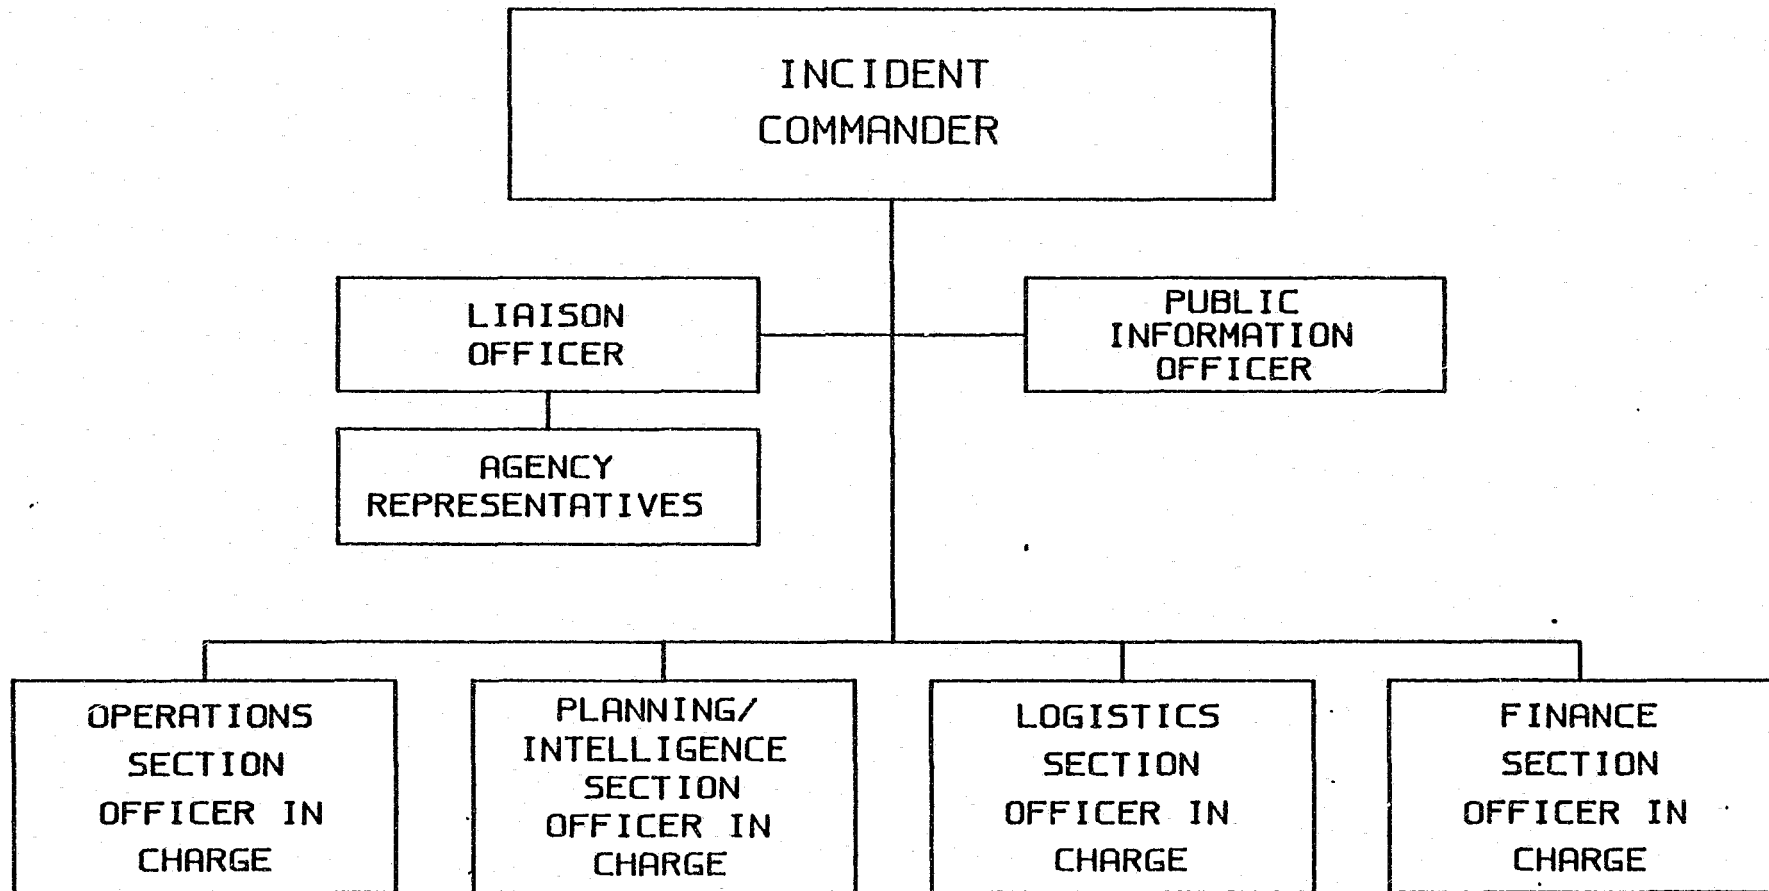 INCIDENT
COMMANDER
LIAISON
OFFICER
PUBLIC
INFORMATION
OFFICER
AGENCY
REPRESENTATIVES
OPERATIONS
SECTION
OFFICER IN
CHARGE
PLANNING/
INTELLIGENCE
SECTION
OFFICER IN
CHARGE
LOGISTICS
SECTION
OFFICER IN
CHARGE
FINANCE
SECTION
OFFICER IN
CHARGE